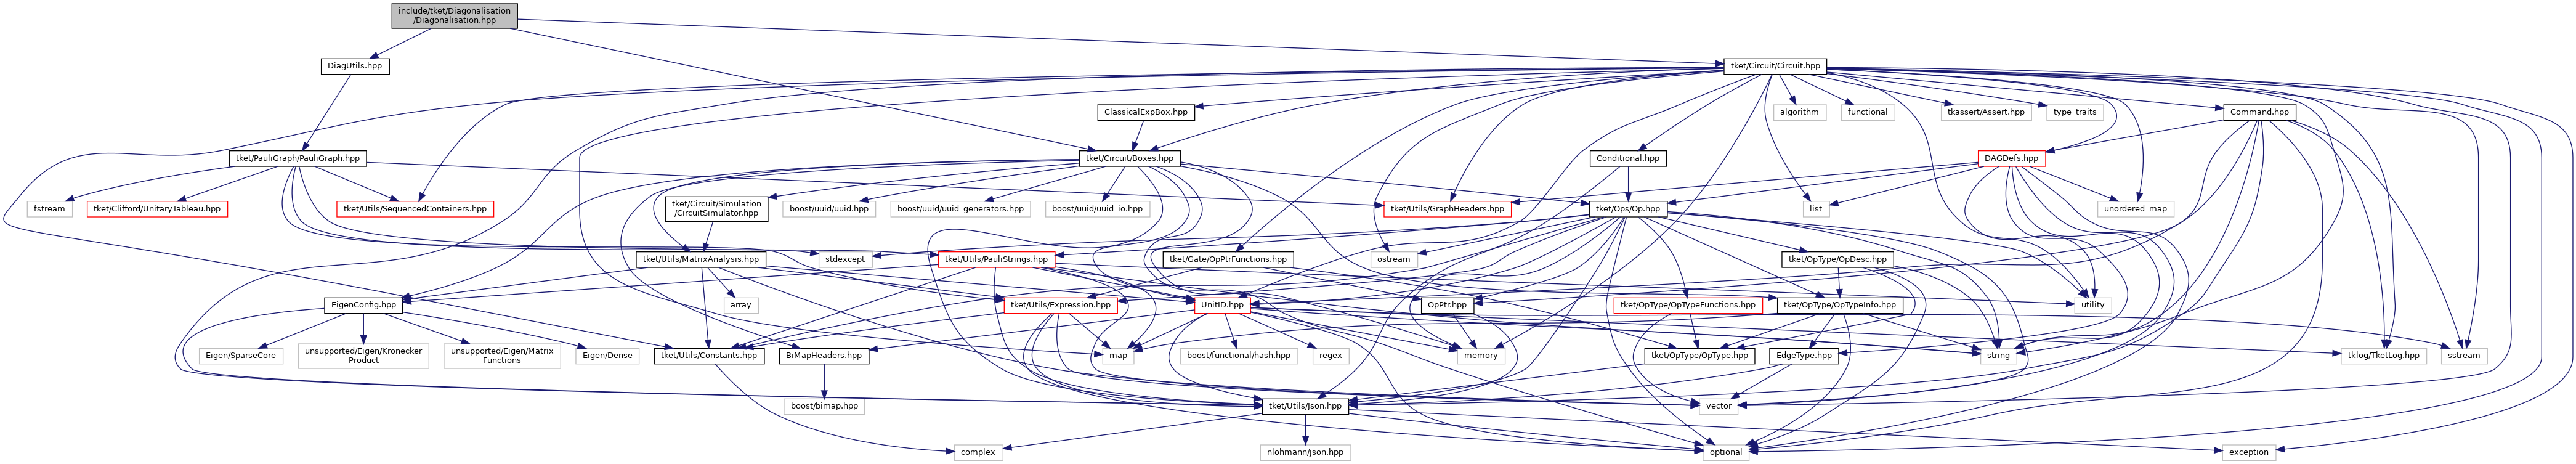 include/tket/Diagonalisation
/Diagonalisation.hpp
DiagUtils.hpp
tket/Circuit/Circuit.hpp
ClassicalExpBox.hpp
algorithm
functional
tkassert/Assert.hpp
type_traits
Command.hpp
tket/PauliGraph/PauliGraph.hpp
tket/Circuit/Boxes.hpp
Conditional.hpp
DAGDefs.hpp
fstream
tket/Clifford/UnitaryTableau.hpp
tket/Utils/SequencedContainers.hpp
tket/Circuit/Simulation
/CircuitSimulator.hpp
boost/uuid/uuid.hpp
boost/uuid/uuid_generators.hpp
boost/uuid/uuid_io.hpp
tket/Utils/GraphHeaders.hpp
tket/Ops/Op.hpp
list
unordered_map
tket/Utils/MatrixAnalysis.hpp
stdexcept
tket/Utils/PauliStrings.hpp
tket/Gate/OpPtrFunctions.hpp
ostream
tket/OpType/OpDesc.hpp
EigenConfig.hpp
array
tket/Utils/Expression.hpp
UnitID.hpp
OpPtr.hpp
tket/OpType/OpTypeFunctions.hpp
tket/OpType/OpTypeInfo.hpp
utility
Eigen/SparseCore
unsupported/Eigen/Kronecker
Product
unsupported/Eigen/Matrix
Functions
Eigen/Dense
tket/Utils/Constants.hpp
BiMapHeaders.hpp
map
boost/functional/hash.hpp
regex
memory
tket/OpType/OpType.hpp
EdgeType.hpp
string
tklog/TketLog.hpp
sstream
boost/bimap.hpp
tket/Utils/Json.hpp
vector
complex
nlohmann/json.hpp
optional
exception